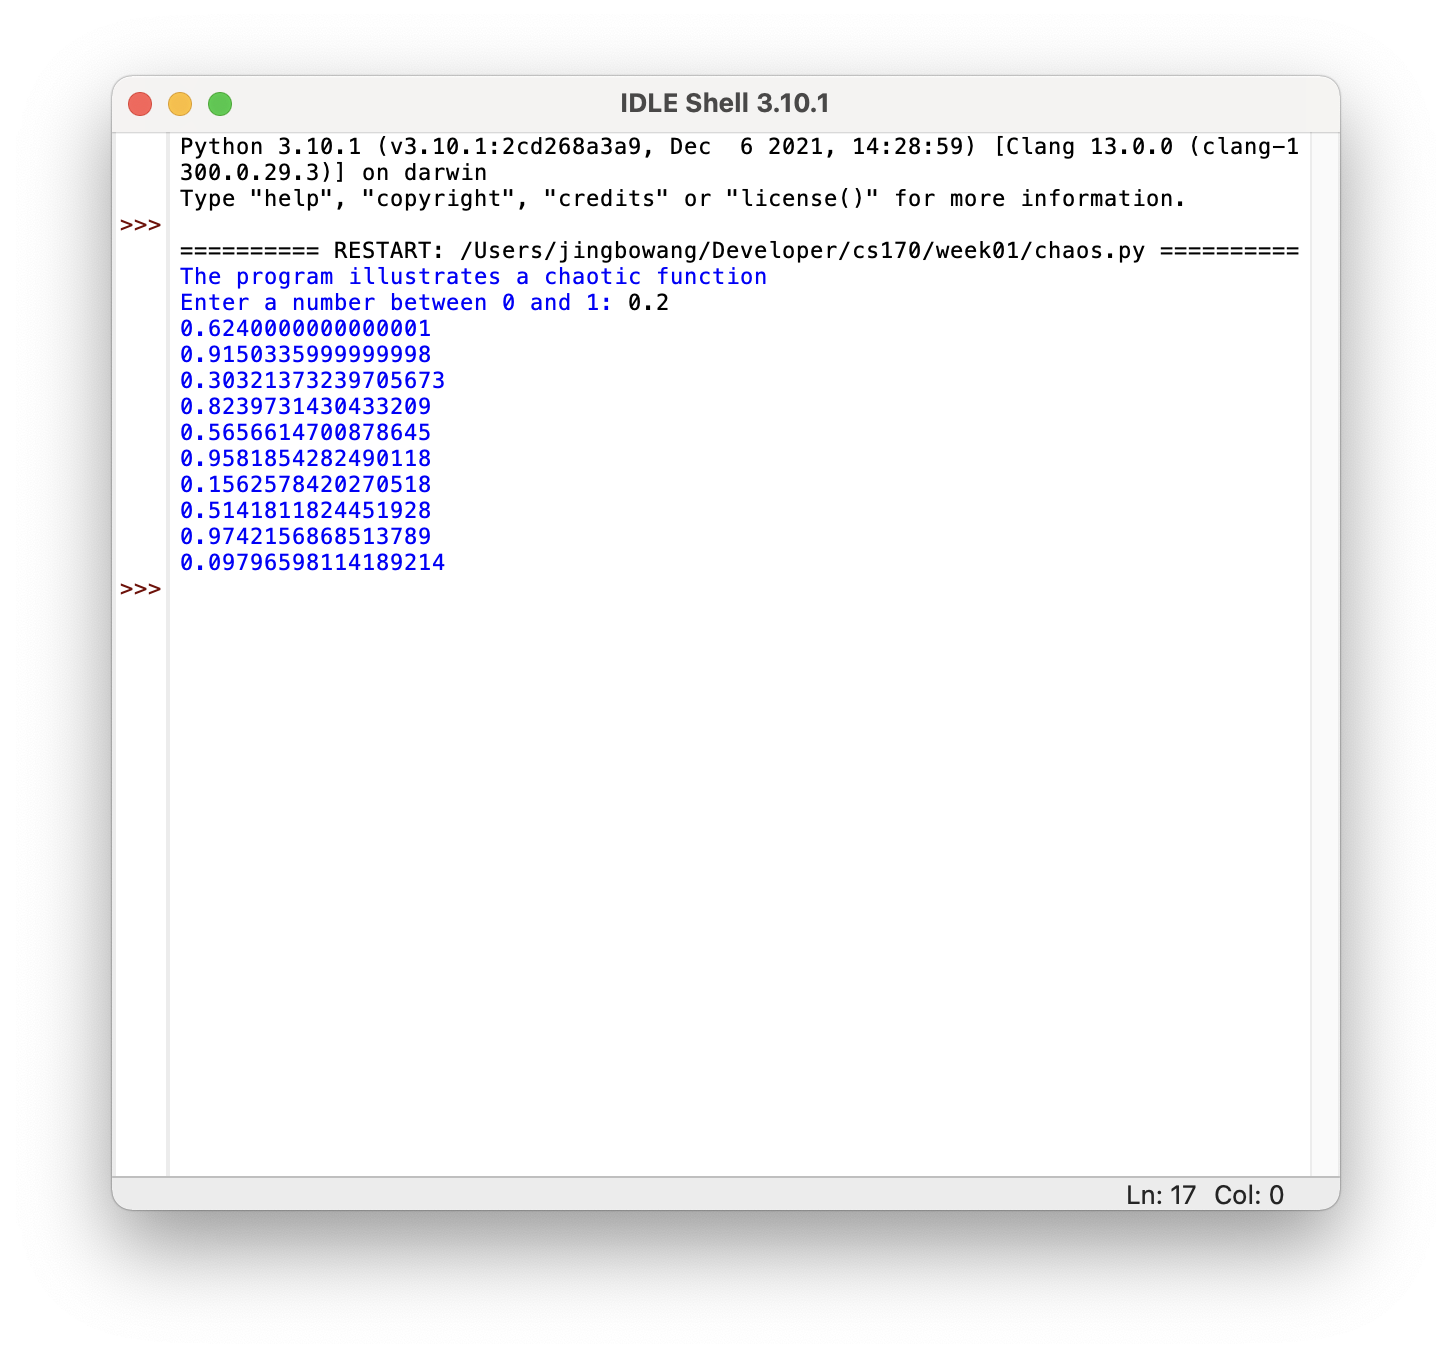 IDLE Shell 3.10.1
Python 3.10.1 (v3.10.1:2cd268a3a9, Dec  6 2021, 14:28:59) [Clang 13.0.0 (clang-1
300.0.29.3)] on darwin
Type "help", "copyright", "credits" or "license()" for more information.
>>>
========== RESTART: /Users/jingbowang/Developer/cs170/week01/chaos.py ==========
The program illustrates a chaotic function
Enter a number between 0 and 1: 0.2
0.6240000000000001
0.9150335999999998
0.30321373239705673
0.8239731430433209
0.5656614700878645
0.9581854282490118
0.1562578420270518
0.5141811824451928
0.9742156868513789
0.09796598114189214
>>>
Ln: 17  Col: 0